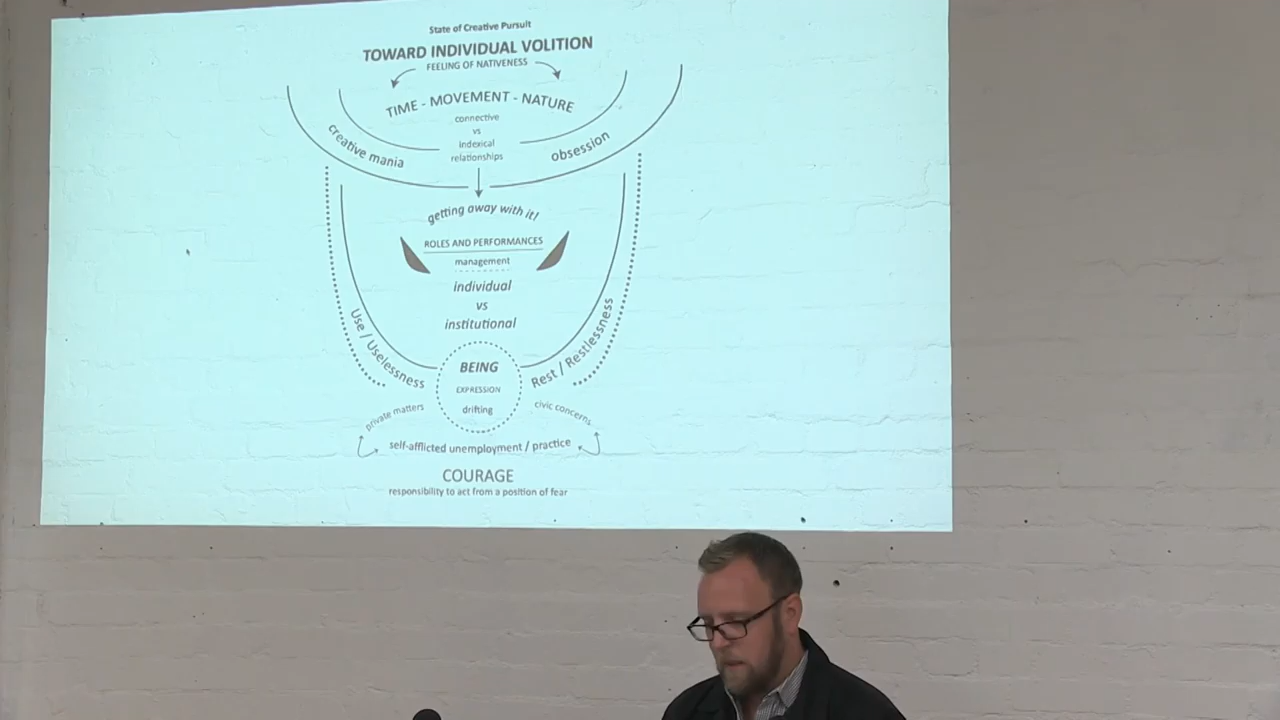 State of Creative Pursuit
TOWARD INDIVIDUAL VOLITION
FEELING OF NATIVENESS
TIME - MOVEMENT - NATURE
connective
vs
indexical
relationships
creative mania
obsession
getting away with it!
ROLES AND PERFORMANCES
management
individual
vs
institutional
Use / Uselessness
Rest / Restlessness
BEING
EXPRESSION
drifting
private matters
civic concerns
self-afflicted unemployment / practice
COURAGE
responsibility to act from a position of fear